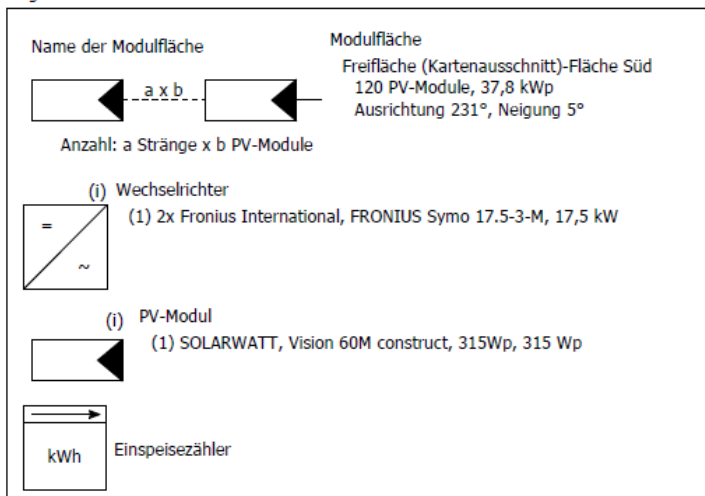 Name der Modulfläche
Modulfläche
Freifläche (Kartenausschnitt)-Fläche Süd
a x b
120 PV-Module, 37,8 kWp
Ausrichtung 231°, Neigung 5°
Anzahl: a Stränge x b PV-Module
(i) Wechselrichter
(1) 2x Fronius International, FRONIUS Symo 17.5-3-M, 17,5 kW
=
~
(i) PV-Modul
(1) SOLARWATT, Vision 60M construct, 315Wp, 315 Wp
kWh
Einspeisezähler